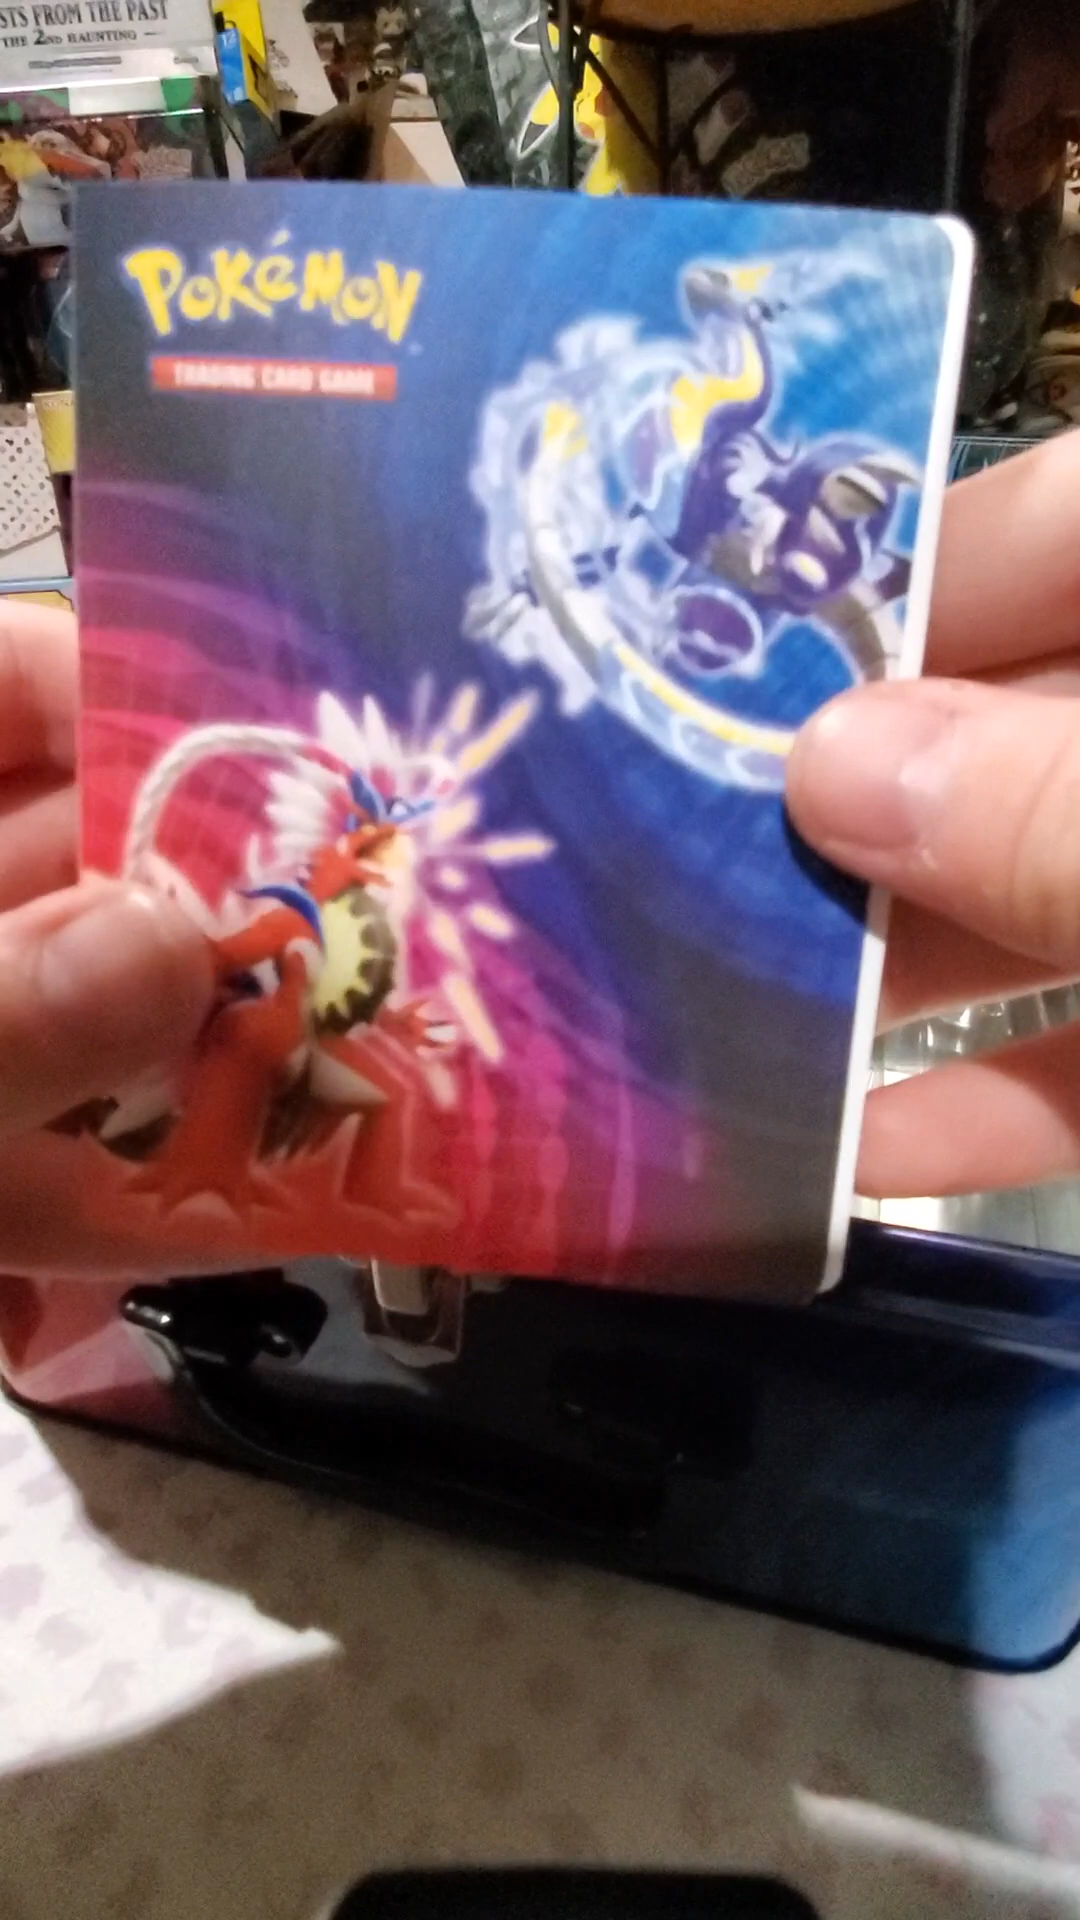 STS FROM THE PAST
THE 2ND HAUNTING
POKéMON
TRADING CARD GAME